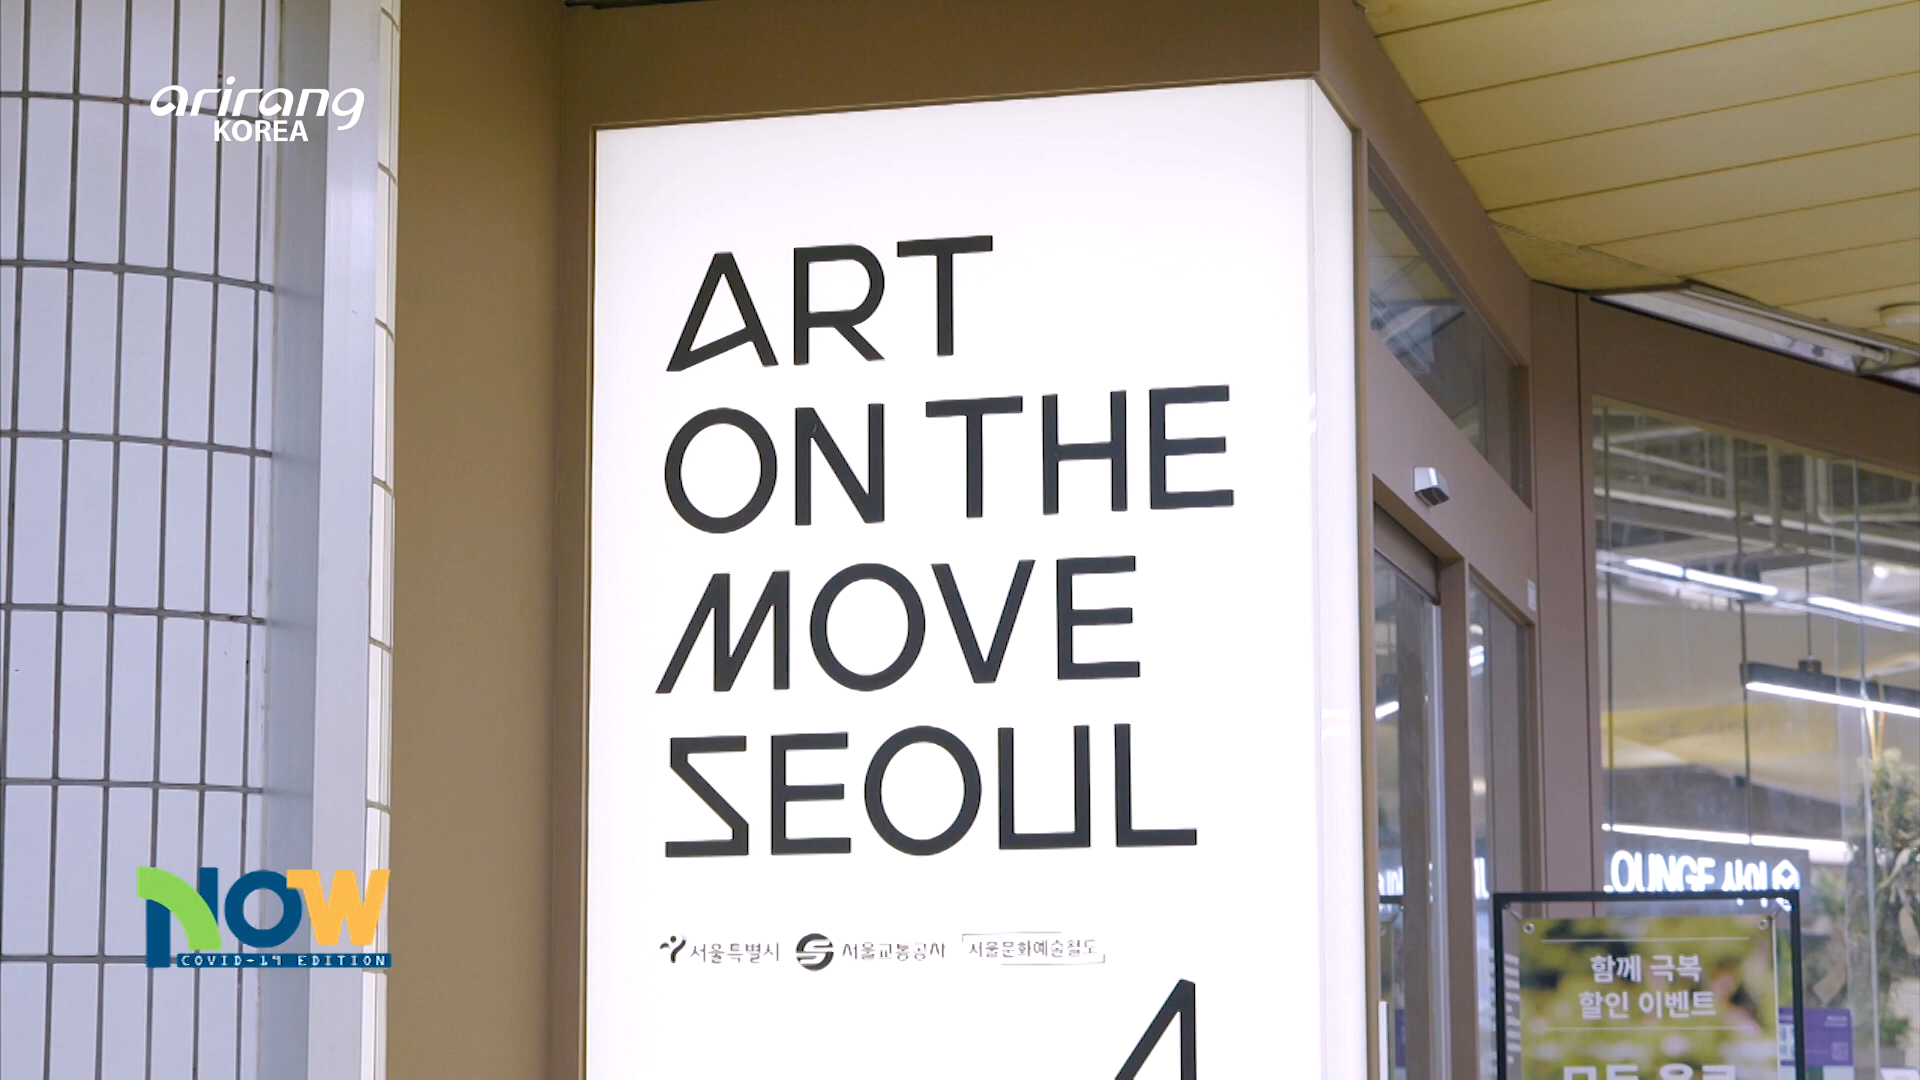 arirang
KOREA
ART
ON THE
MOVE
SEOUL
서울특별시 서울교통공사 서울문화예술철도
LOUNGE 사이
함께 극복
할인 이벤트
NOW
COVID-19 EDITION